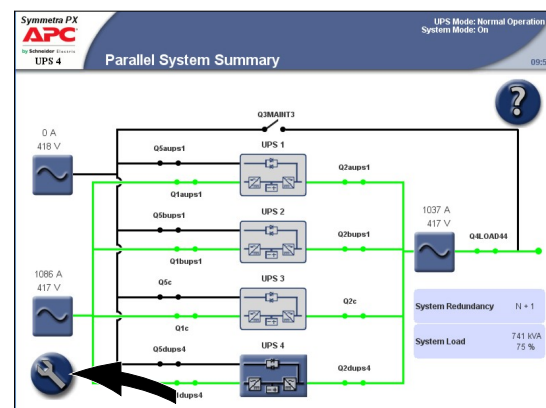 Symmetra PX
APC
by Schneider Electric
UPS 4
Parallel System Summary
UPS Mode: Normal Operation
System Mode: On
09:5
?
Q3MAINT3
0 A
418 V
Q5aups1
UPS 1
Q2aups1
Q1aups1
Q5bups1
UPS 2
Q2bups1
Q1bups1
1037 A
417 V
Q4LOAD44
1086 A
417 V
Q5c
UPS 3
Q2c
Q1c
System Redundancy N + 1
Q5dups4
UPS 4
Q2dups4
System Load 741 kVA
75 %
1dups4